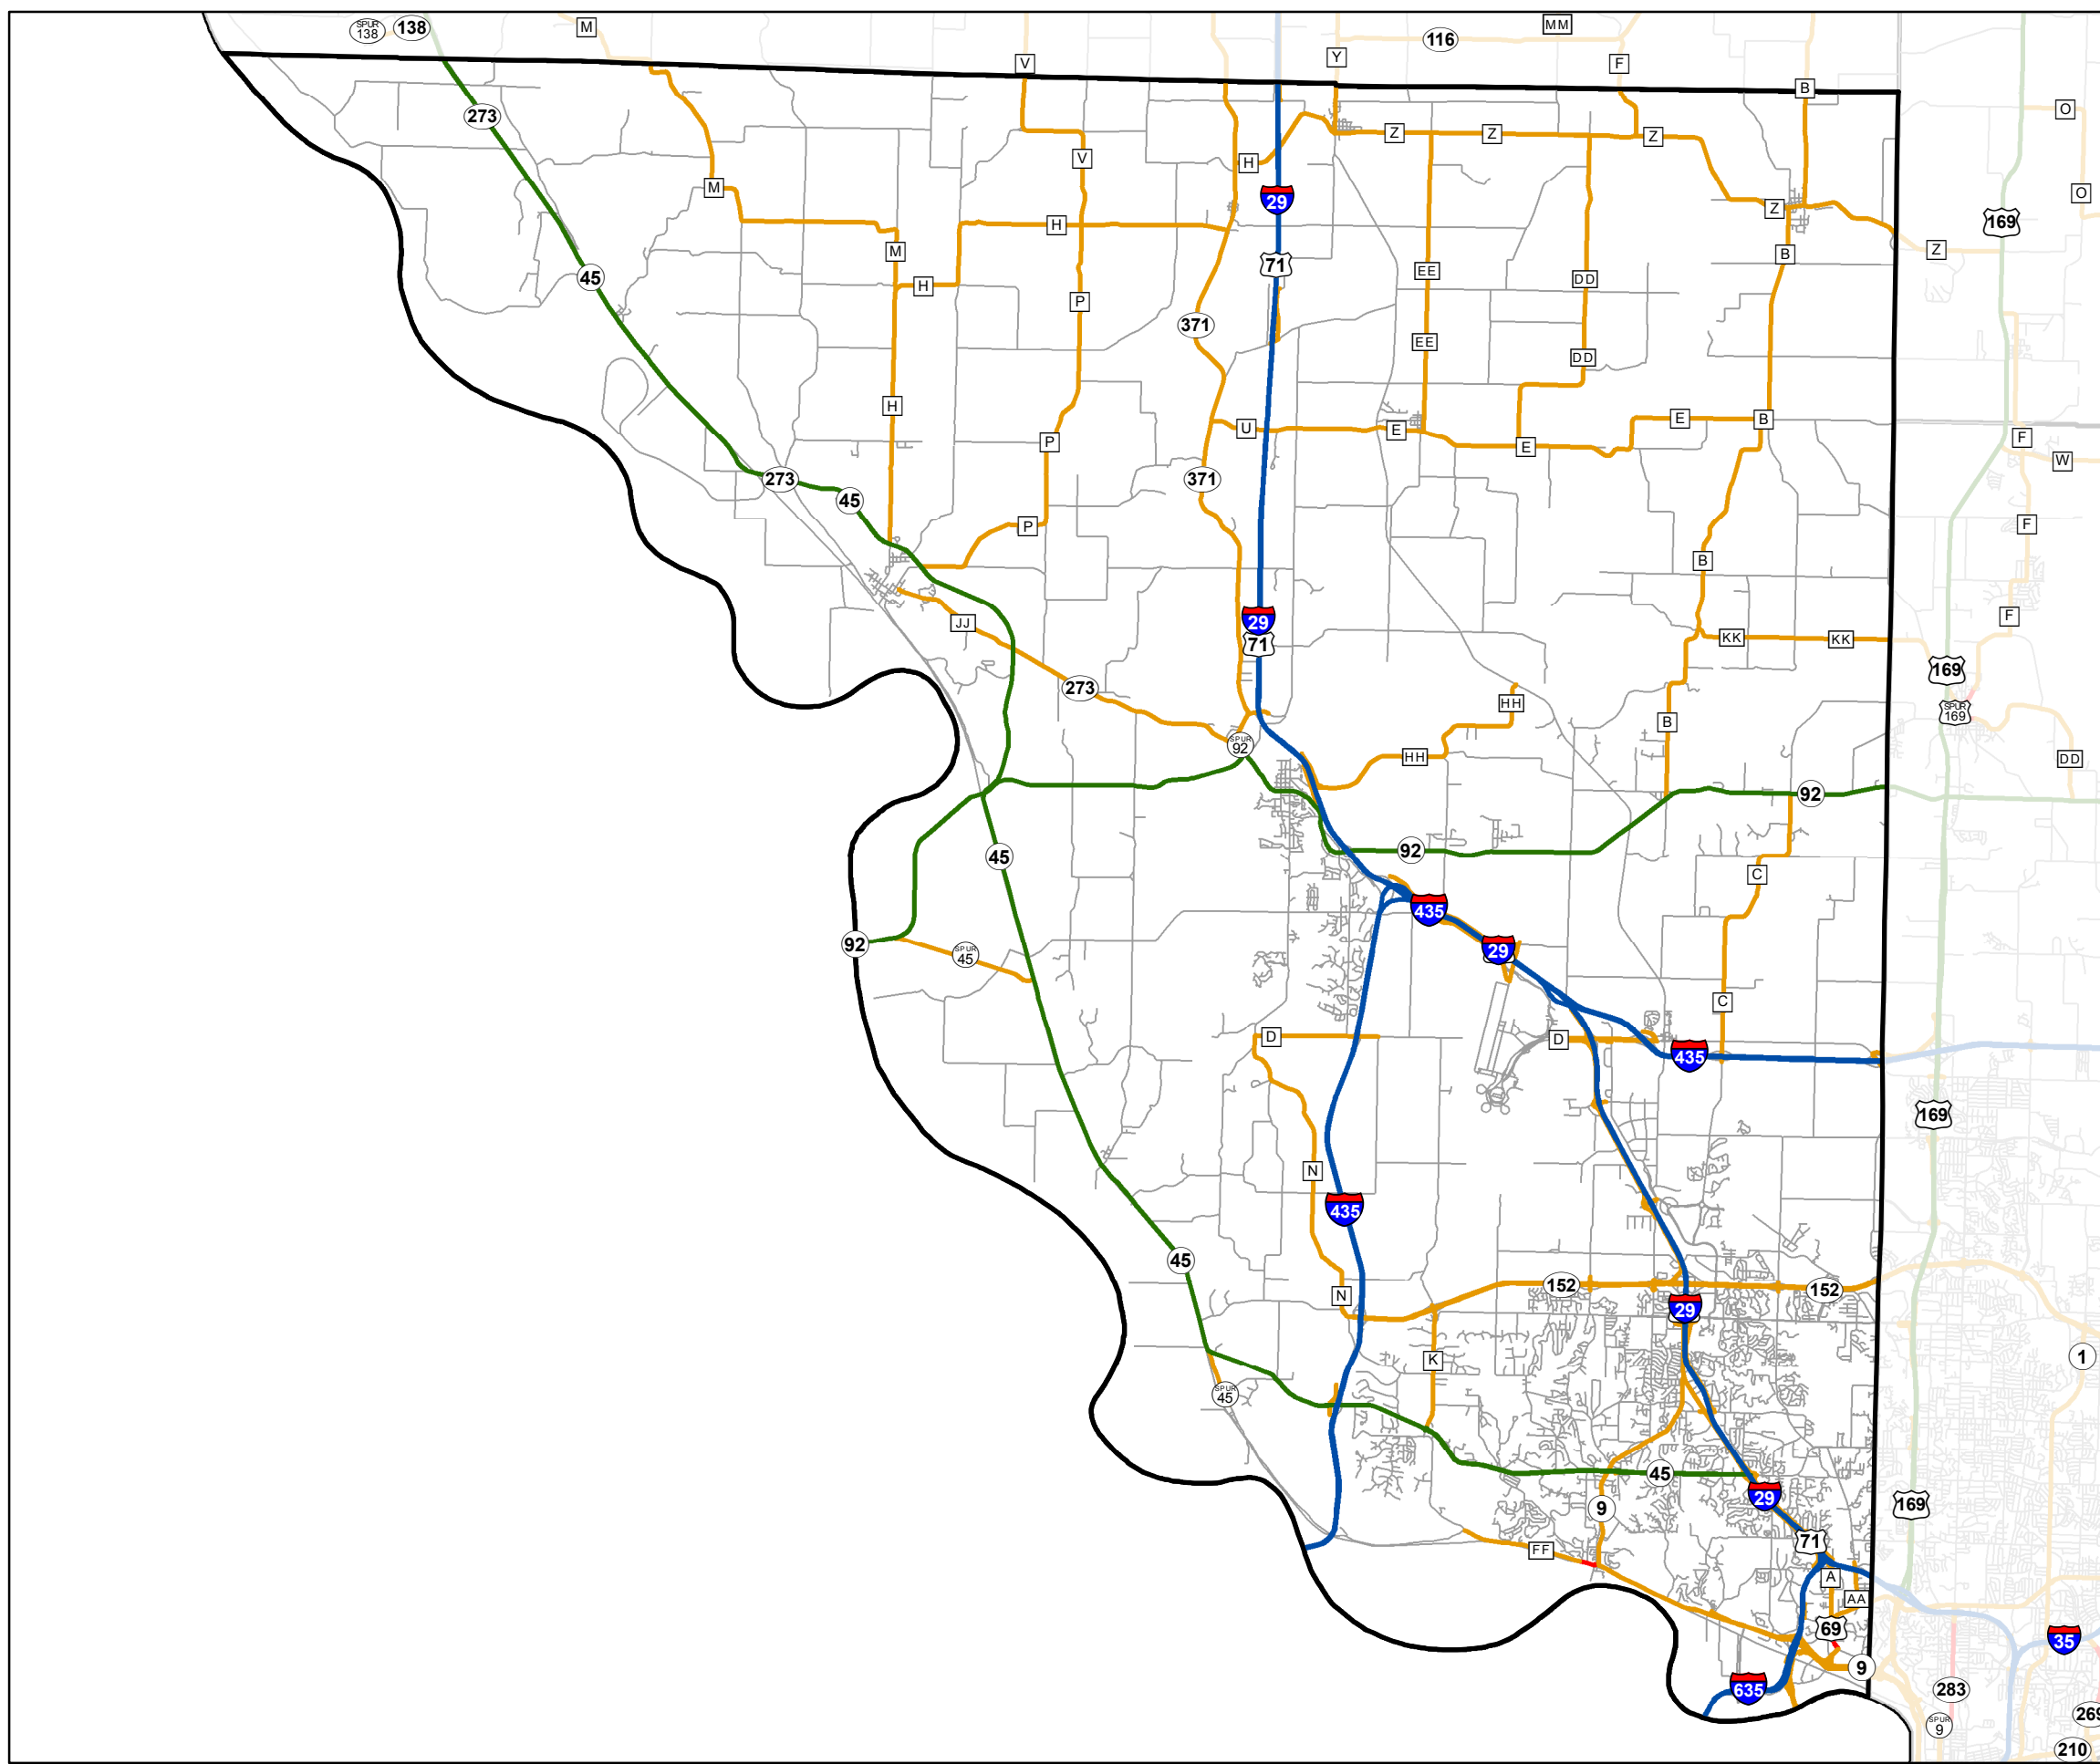 SPUR
138
138
M
MM
116
V
Y
F
B
273
O
V
Z
Z
Z
H
M
29
O
Z
169
H
M
B
Z
71
EE
DD
45
H
P
371
EE
DD
H
E
B
U
E
F
P
E
W
273
371
45
P
F
B
29
F
JJ
KK
KK
71
169
273
HH
SPUR
169
B
SPUR
92
HH
DD
92
92
45
C
435
92
29
SPUR
45
C
D
D
435
169
N
435
45
152
152
N
29
1
K
SPUR
45
45
29
169
9
71
FF
A
AA
69
35
9
635
283
269
SPUR
9
210